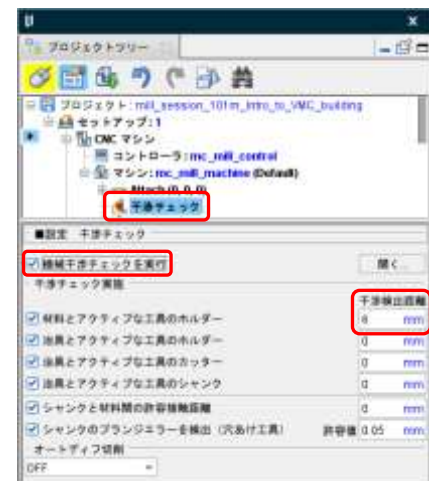 プロジェクトツリー
プロジェクト: mill_session_101m_intro_to_VMC_building
セットアップ:1
CNC マシン
コントローラ: mc_mill_control
マシン: mc_mill_machine (Default)
Attach (0, 0, 0)
干渉チェック
■設定 干渉チェック
機械干渉チェックを実行 開く...
干渉チェック実施
干渉検出距離
材料とアクティブな工具のホルダー 6 mm
治具とアクティブな工具のホルダー 0 mm
治具とアクティブな工具のカッター 0 mm
治具とアクティブな工具のシャンク 0 mm
シャンクと材料間の許容接触距離 0 mm
シャンクのプランジエラーを検出 (穴あけ工具) 許容値 0.05 mm
オートディフ切削
OFF